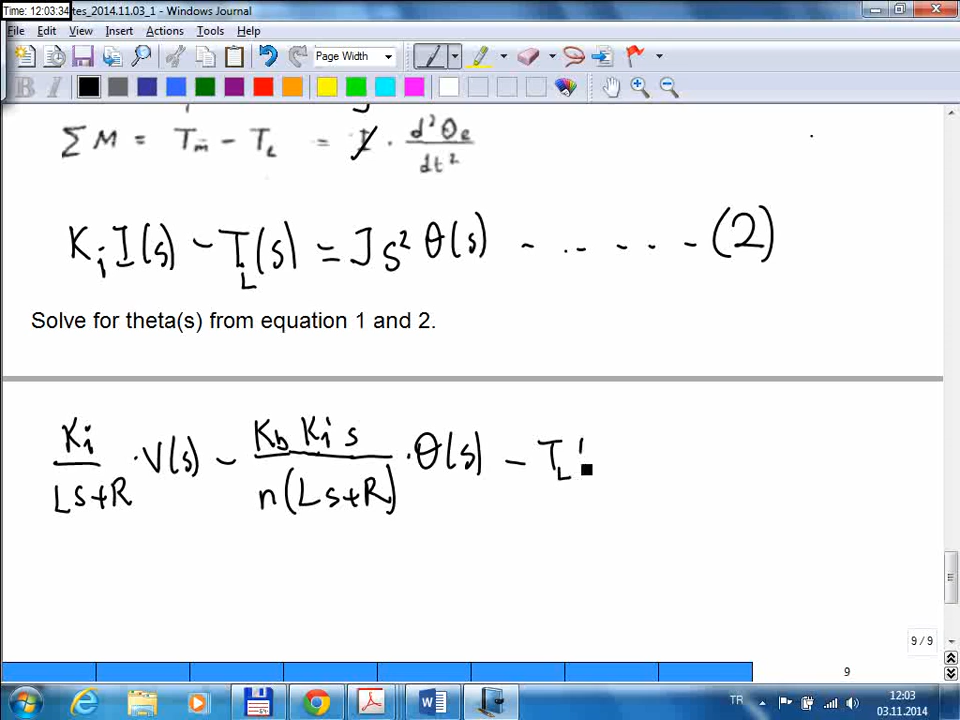 Time: 12:03:34 tes_2014.11.03_1 - Windows Journal
File Edit View Insert Actions Tools Help
Page Width
B I
∑ M = Tm - TL = I · d²θe / dt²
Ki I(s) - TL(s) = J s² θ(s) - .. - .. - (2)
Solve for theta(s) from equation 1 and 2.
Ki / Ls+R · V(s) - Kb Ki s / n(Ls+R) · θ(s) - TL
9 / 9
9
W
TR 12:03
03.11.2014